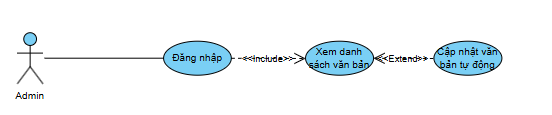 Admin
Đăng nhập
<<Include>>
Xem danh
sách văn bản
<<Extend>>
Cập nhật văn
bản tự động